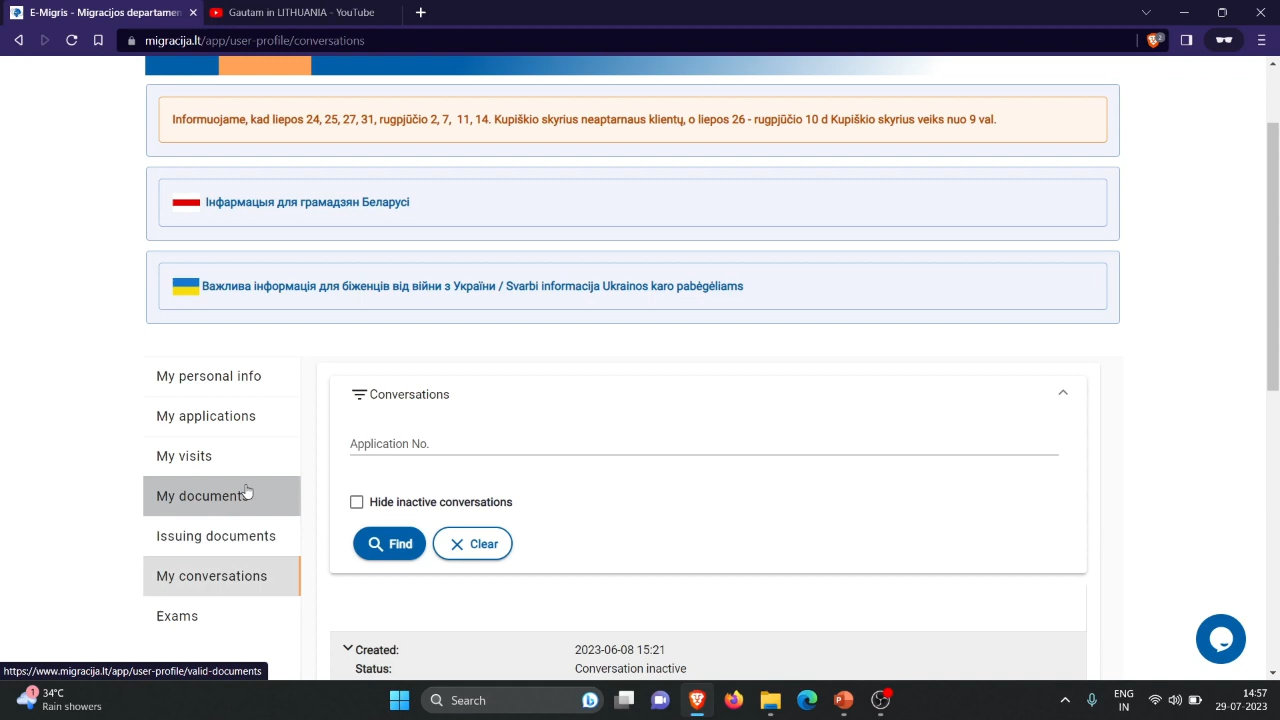 E-Migris - Migracijos departamen
Gautam in LITHUANIA - YouTube
migracija.lt/app/user-profile/conversations
2
Informuojame, kad liepos 24, 25, 27, 31, rugpjūčio 2, 7, 11, 14. Kupiškio skyrius neaptarnaus klientų, o liepos 26 - rugpjūčio 10 d Kupiškio skyrius veiks nuo 9 val.
Інфармацыя для грамадзян Беларусі
Важлива інформація для біженців від війни з України / Svarbi informacija Ukrainos karo pabėgėliams
My personal info
My applications
My visits
My documents
Issuing documents
My conversations
Exams
Conversations
Application No.
Hide inactive conversations
Find
Clear
Created: 2023-06-08 15:21
Status: Conversation inactive
https://www.migracija.lt/app/user-profile/valid-documents
1
34°C
Rain showers
Search
ENG
IN
14:57
29-07-2023